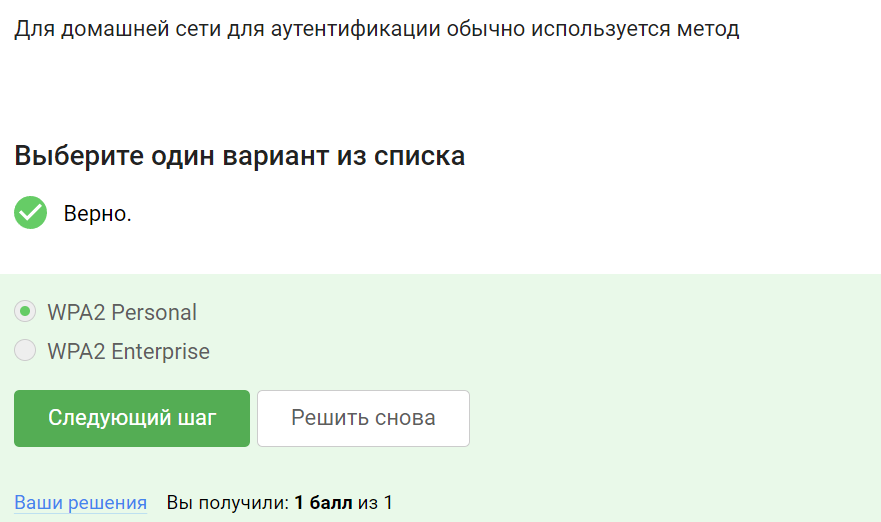 Для домашней сети для аутентификации обычно используется метод
Выберите один вариант из списка
Верно.
WPA2 Personal
WPA2 Enterprise
Следующий шаг
Решить снова
Ваши решения Вы получили: 1 балл из 1